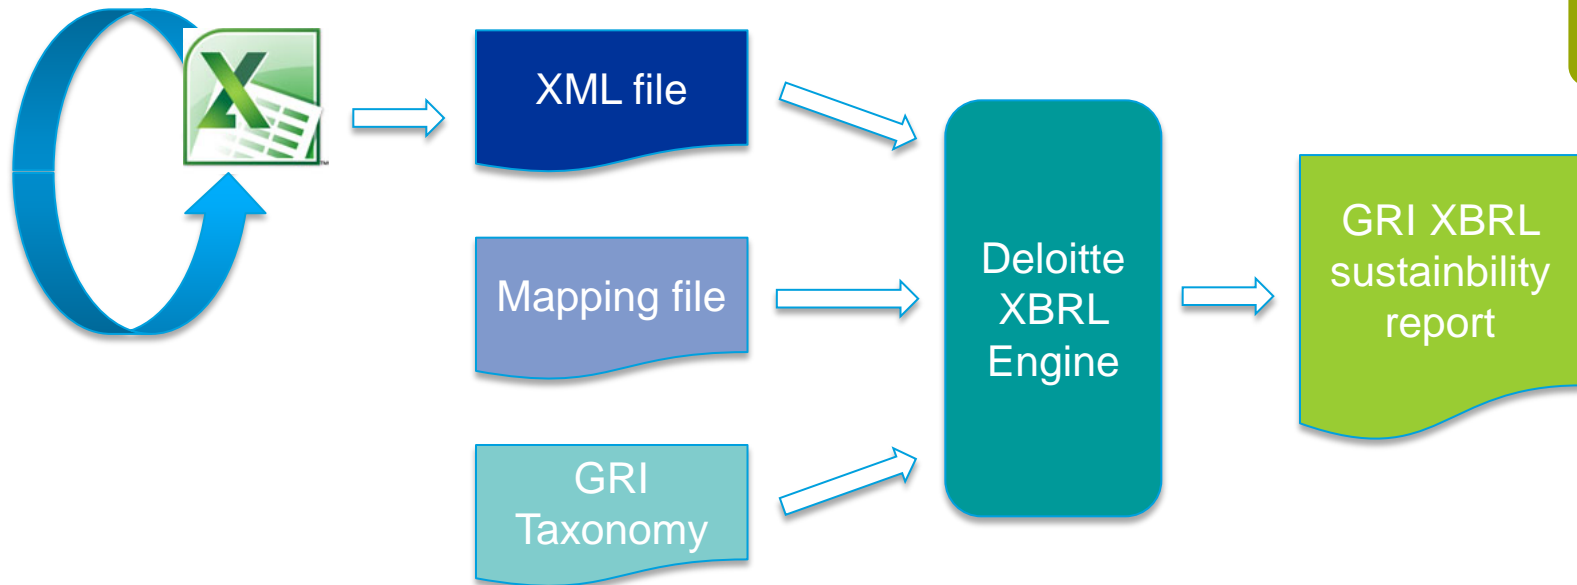 XML file
Mapping file
GRI
Taxonomy
Deloitte
XBRL
Engine
GRI XBRL
sustainbility
report